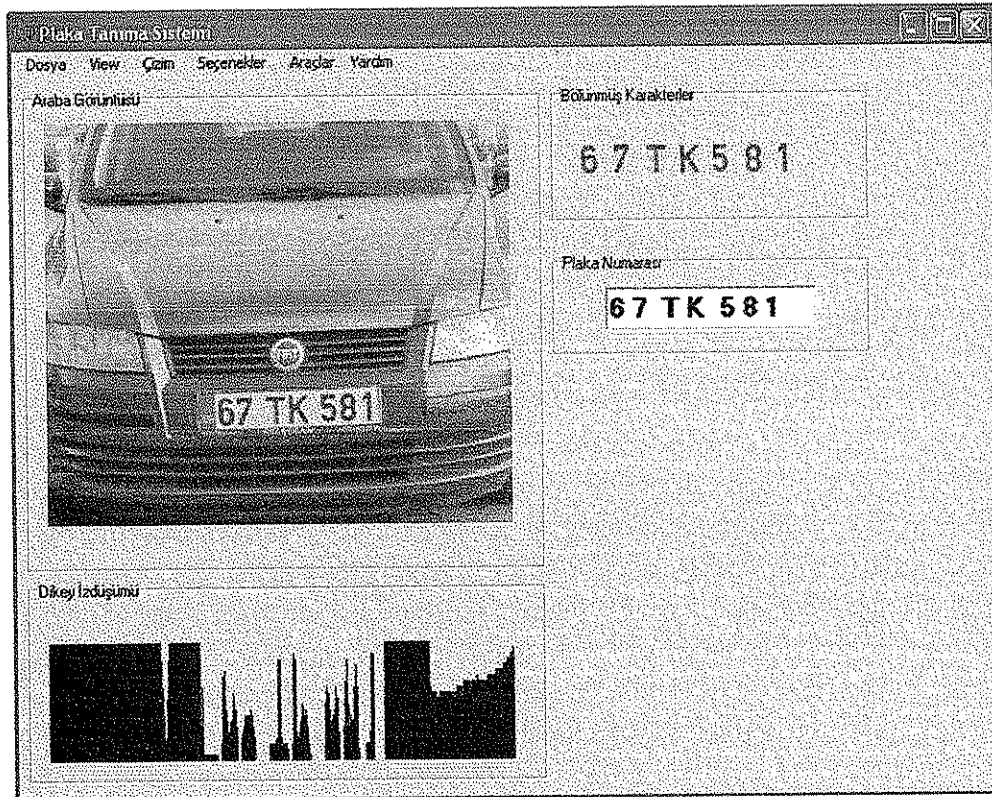 Plaka Tanıma Sistemi
Dosya View Çizim Seçenekler Araçlar Yardım
Araba Görüntüsü
67 TK 581
Dikey İzdüşümü
Bölünmüş Karakterler
6 7 T K 5 8 1
Plaka Numarası
67 TK 581